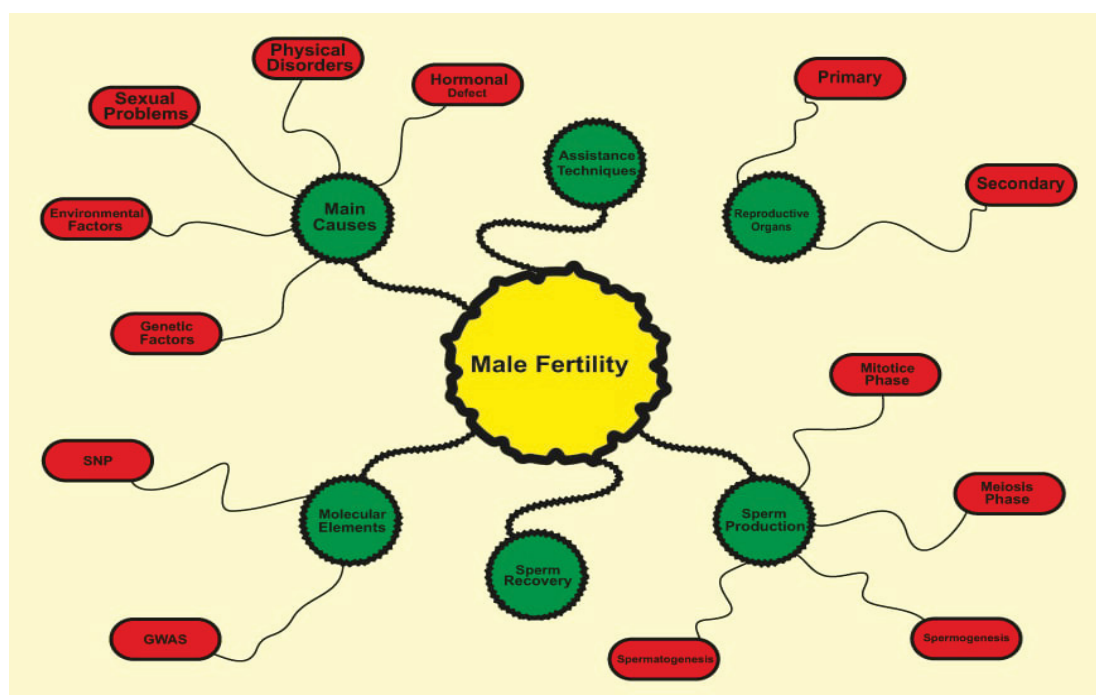 Physical
Disorders
Hormonal
Defect
Sexual
Problems
Environmental
Factors
Genetic
Factors
Main
Causes
Assistance
Techniques
Primary
Secondary
Reproductive
Organs
Male Fertility
Mitotice
Phase
Meiosis
Phase
SNP
Molecular
Elements
GWAS
Sperm
Recovery
Sperm
Production
Spermatogenesis
Spermogenesis